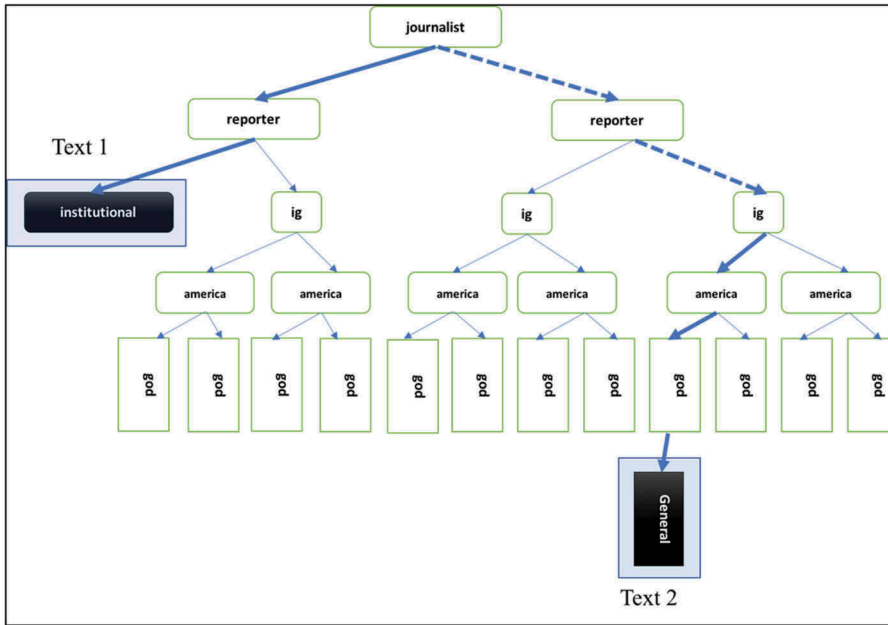 journalist
reporter
reporter
Text 1
institutional
ig
ig
ig
america
america
america
america
america
america
god
god
god
god
god
god
god
god
god
god
god
god
General
Text 2